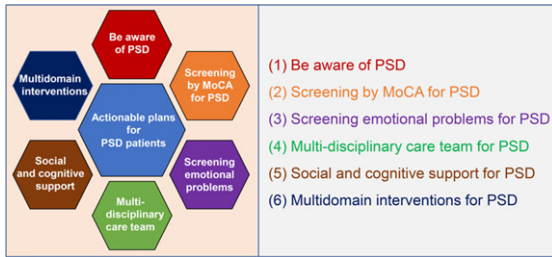 Be aware
of PSD
Multidomain
interventions
Screening
by MoCA
for PSD
Actionable plans
for
PSD patients
Social
and cognitive
support
Screening
emotional
problems
Multi-
disciplinary
care team
(1) Be aware of PSD
(2) Screening by MoCA for PSD
(3) Screening emotional problems for PSD
(4) Multi-disciplinary care team for PSD
(5) Social and cognitive support for PSD
(6) Multidomain interventions for PSD